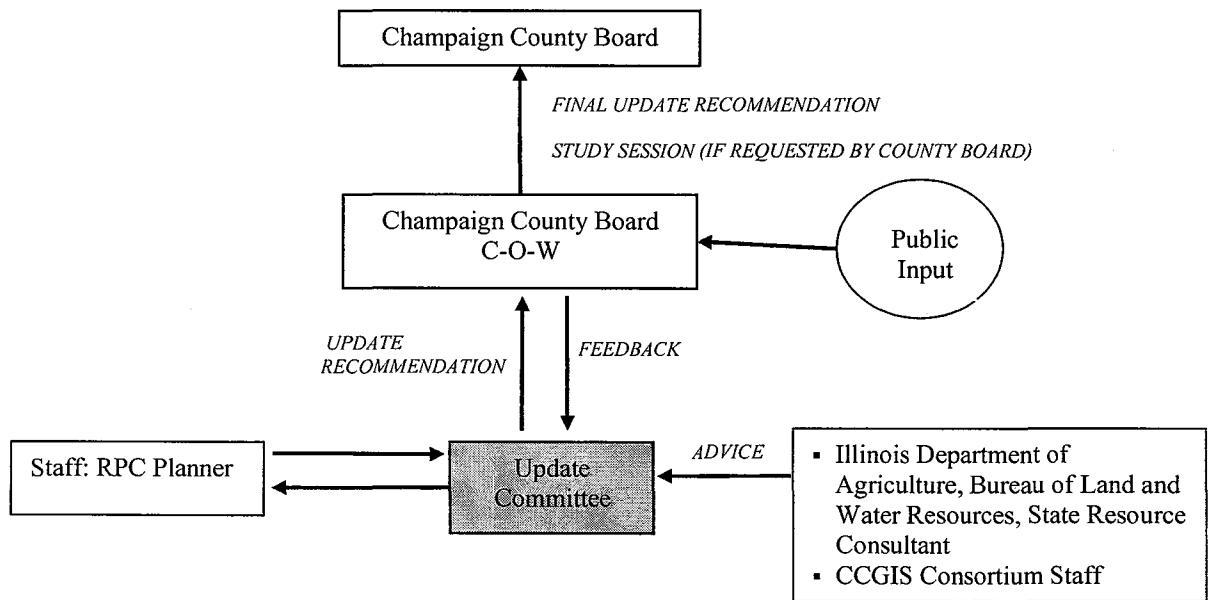 Champaign County Board
FINAL UPDATE RECOMMENDATION
STUDY SESSION (IF REQUESTED BY COUNTY BOARD)
Champaign County Board
C-O-W
Public
Input
UPDATE
RECOMMENDATION
FEEDBACK
Staff: RPC Planner
Update
Committee
ADVICE
▪ Illinois Department of
Agriculture, Bureau of Land and
Water Resources, State Resource
Consultant
▪ CCGIS Consortium Staff